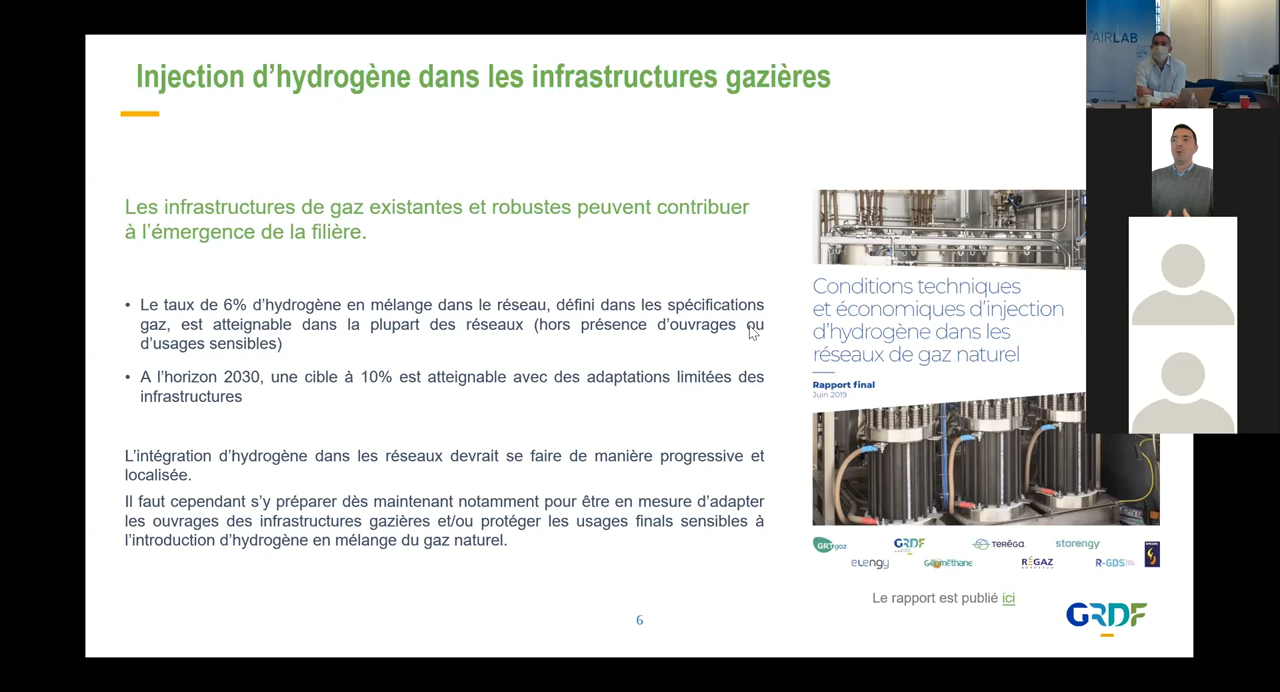 Injection d'hydrogène dans les infrastructures gazières
AIRLAB
Les infrastructures de gaz existantes et robustes peuvent contribuer
à l'émergence de la filière.
• Le taux de 6% d'hydrogène en mélange dans le réseau, défini dans les spécifications
gaz, est atteignable dans la plupart des réseaux (hors présence d'ouvrages ou
d'usages sensibles)
• A l'horizon 2030, une cible à 10% est atteignable avec des adaptations limitées des
infrastructures
L'intégration d'hydrogène dans les réseaux devrait se faire de manière progressive et
localisée.
Il faut cependant s'y préparer dès maintenant notamment pour être en mesure d'adapter
les ouvrages des infrastructures gazières et/ou protéger les usages finals sensibles à
l'introduction d'hydrogène en mélange du gaz naturel.
Conditions techniques
et économiques d'injection
d'hydrogène dans les
réseaux de gaz naturel
Rapport final
Juin 2019
GRTgaz GRDF TERÉGA storengy
elengy Géométhane RÉGAZ R-GDS
Le rapport est publié ici
GRDF
6